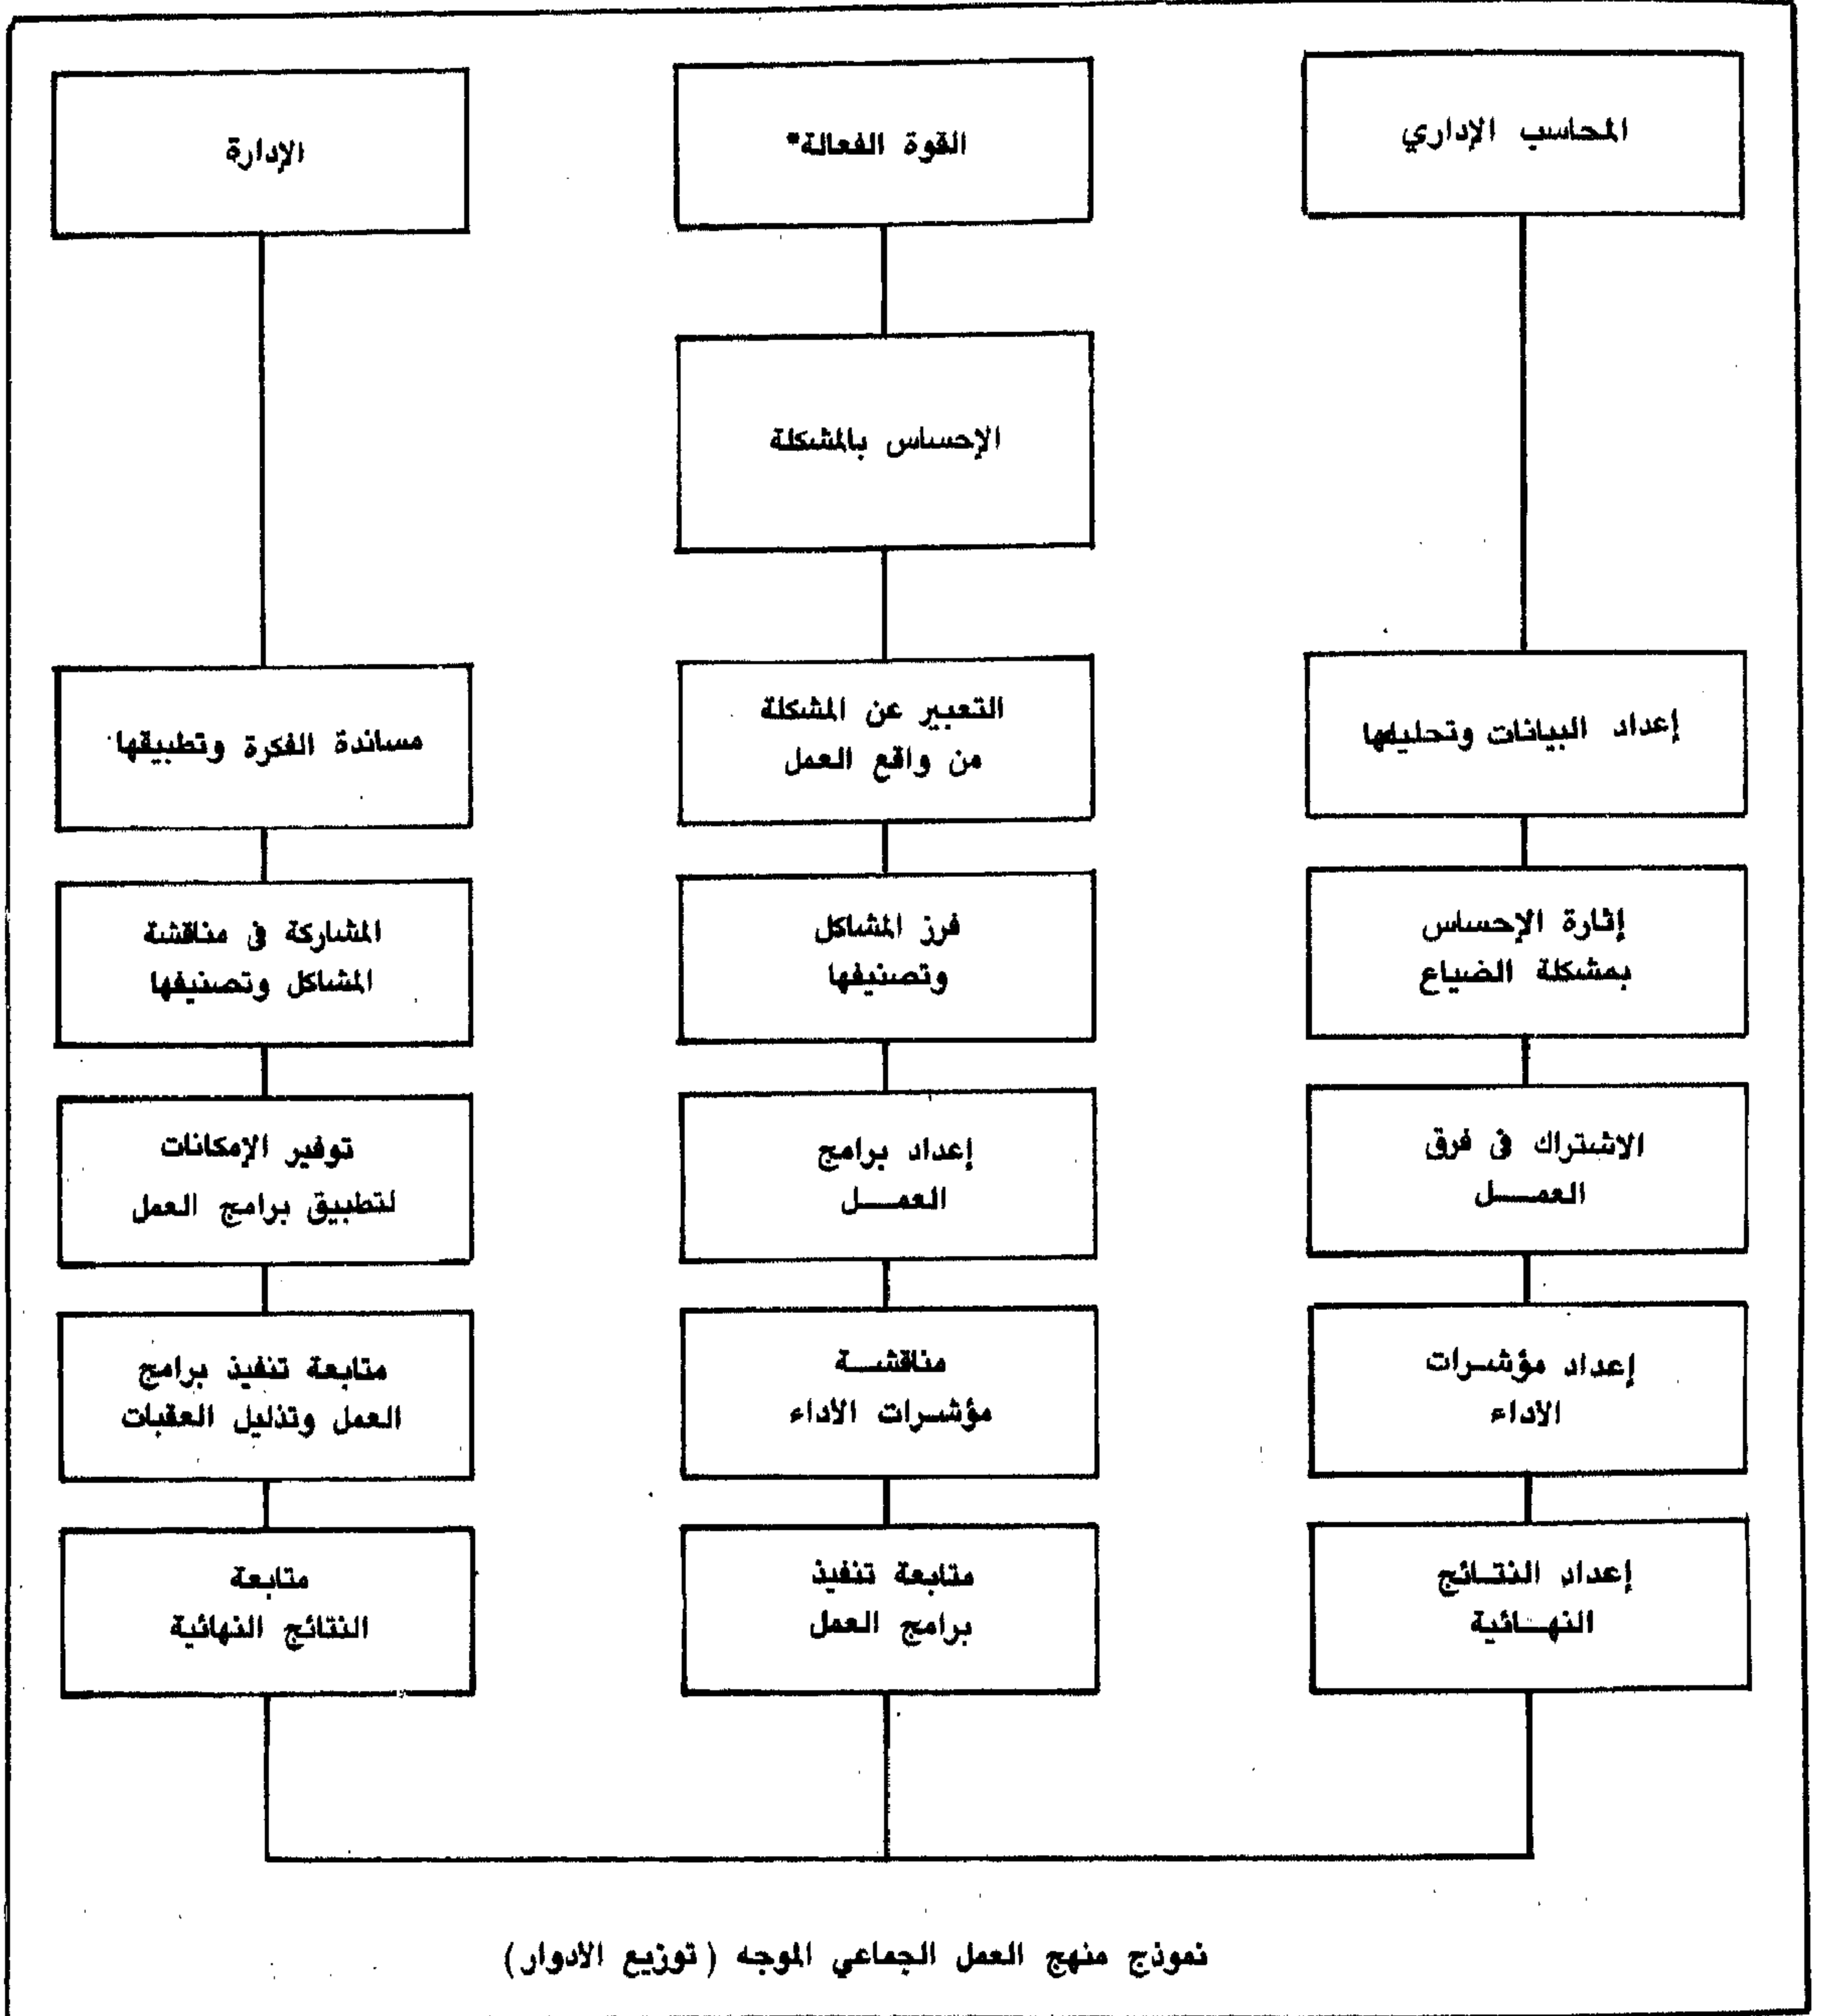 المحاسب الإداري
القوة الفعالة*
الإدارة
الإحساس بالمشكلة
إعداد البيانات وتحليلها
التعبير عن المشكلة
من واقع العمل
مساندة الفكرة وتطبيقها
إثارة الإحساس
بمشكلة الضياع
فرز المشاكل
وتصنيفها
المشاركة في مناقشة
المشاكل وتصنيفها
الاشتراك في فرق
العمـــل
إعداد برامج
العمـــل
توفير الإمكانات
لتطبيق برامج العمل
إعداد مؤشـرات
الأداء
مناقشـــة
مؤشـرات الأداء
متابعة تنفيذ برامج
العمل وتذليل العقبات
إعداد النتـائج
النهـــائية
متابعة تنفيذ
برامج العمل
متابعة
النتائج النهائية
نموذج منهج العمل الجماعي الموجه (توزيع الادوار)